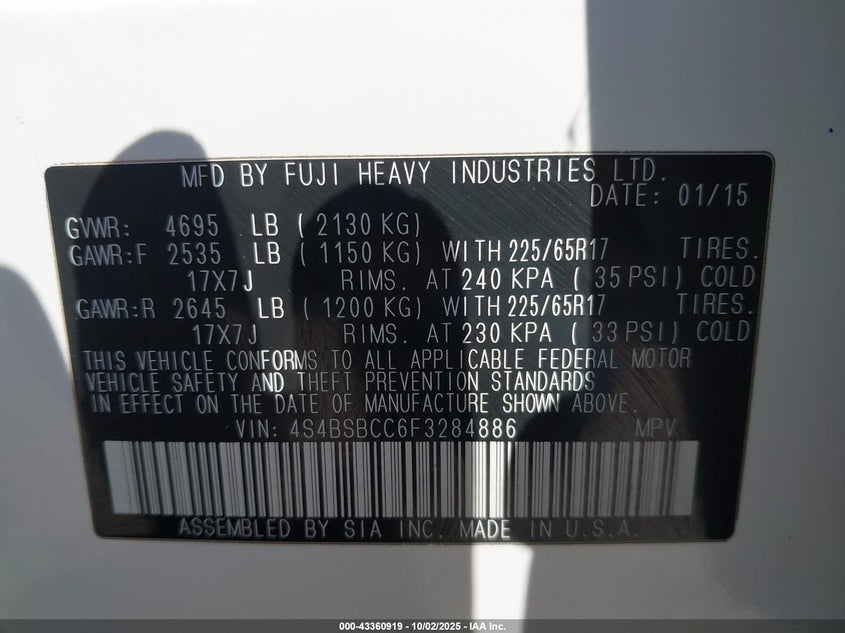 MFD BY FUJI HEAVY INDUSTRIES LTD.
DATE: 01/15
GVWR: 4695 LB ( 2130 KG)
GAWR:F 2535 LB ( 1150 KG) WITH 225/65R17 TIRES.
17X7J RIMS. AT 240 KPA ( 35 PSI) COLD
GAWR:R 2645 LB ( 1200 KG) WITH 225/65R17 TIRES.
17X7J RIMS. AT 230 KPA ( 33 PSI) COLD
THIS VEHICLE CONFORMS TO ALL APPLICABLE FEDERAL MOTOR
VEHICLE SAFETY AND THEFT PREVENTION STANDARDS
IN EFFECT ON THE DATE OF MANUFACTURE SHOWN ABOVE.
VIN: 4S4BSBCC6F3284886 MPV
ASSEMBLED BY SIA INC. MADE IN U.S.A.
000-43360919 - 10/02/2025 - IAA Inc.